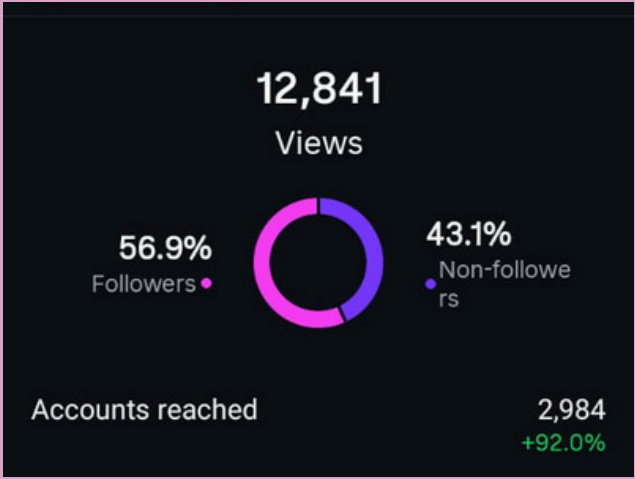 12,841
Views
56.9%
Followers
43.1%
Non-followe
rs
Accounts reached
2,984
+92.0%